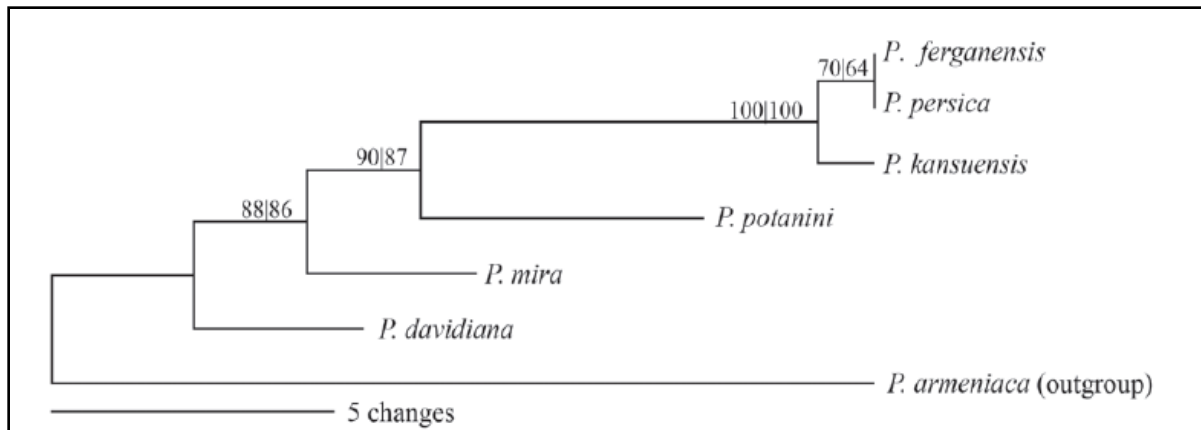 P. ferganensis
70|64
P. persica
100|100
90|87
P. kansuensis
88|86
P. potanini
P. mira
P. davidiana
P. armeniaca (outgroup)
5 changes